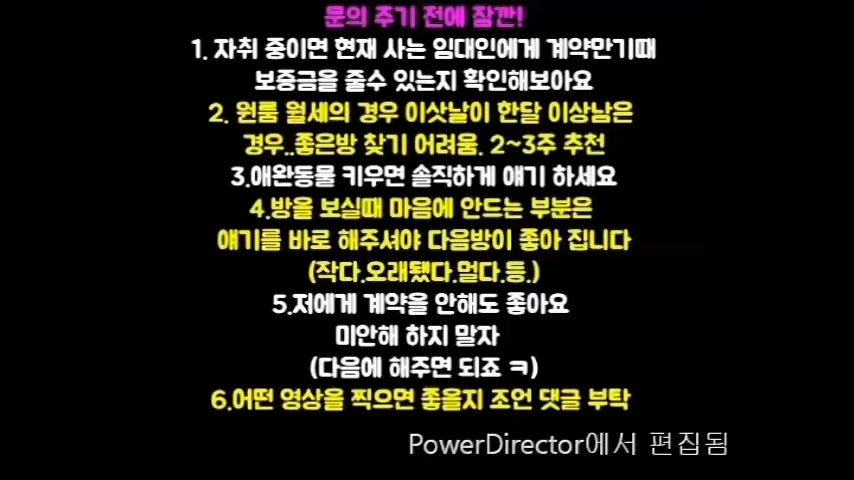 문의 주기 전에 잠깐!
1. 자취 중이면 현재 사는 임대인에게 계약만기때
보증금을 줄수 있는지 확인해보아요
2. 원룸 월세의 경우 이삿날이 한달 이상남은
경우..좋은방 찾기 어려움. 2~3주 추천
3.애완동물 키우면 솔직하게 얘기 하세요
4.방을 보실때 마음에 안드는 부분은
얘기를 바로 해주셔야 다음방이 좋아 집니다
(작다.오래됐다.멀다.등.)
5.저에게 계약을 안해도 좋아요
미안해 하지 말자
(다음에 해주면 되죠 ㅋ)
6.어떤 영상을 찍으면 좋을지 조언 댓글 부탁
PowerDirector에서 편집됨